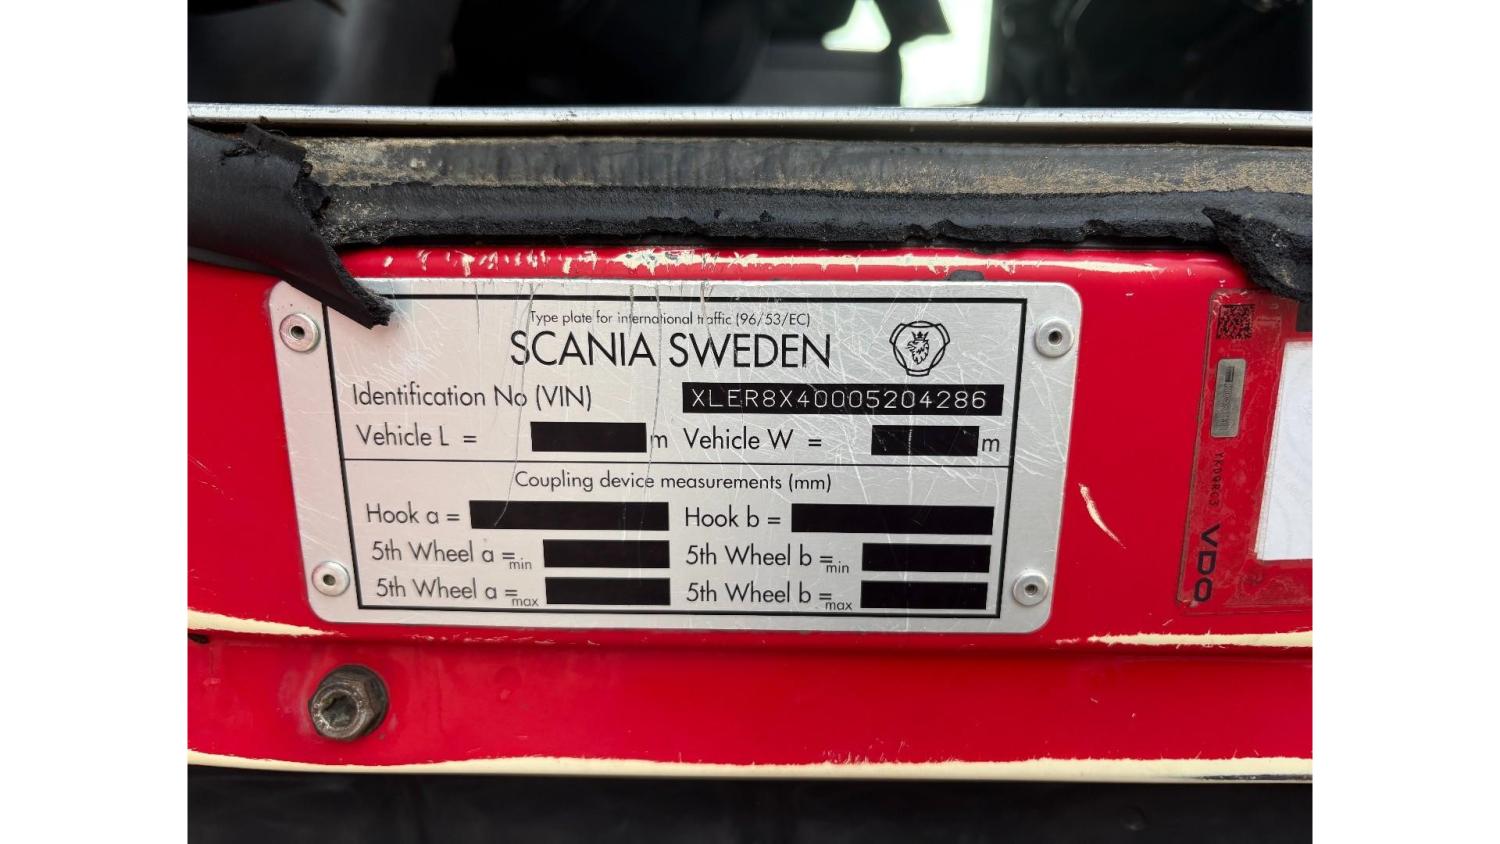 Type plate for international traffic (96/53/EC)
SCANIA SWEDEN
Identification No (VIN) XLER8X40005204286
Vehicle L = m Vehicle W = m
Coupling device measurements (mm)
Hook a = Hook b =
5th Wheel a = min 5th Wheel b = min
5th Wheel a = max 5th Wheel b = max
VDO